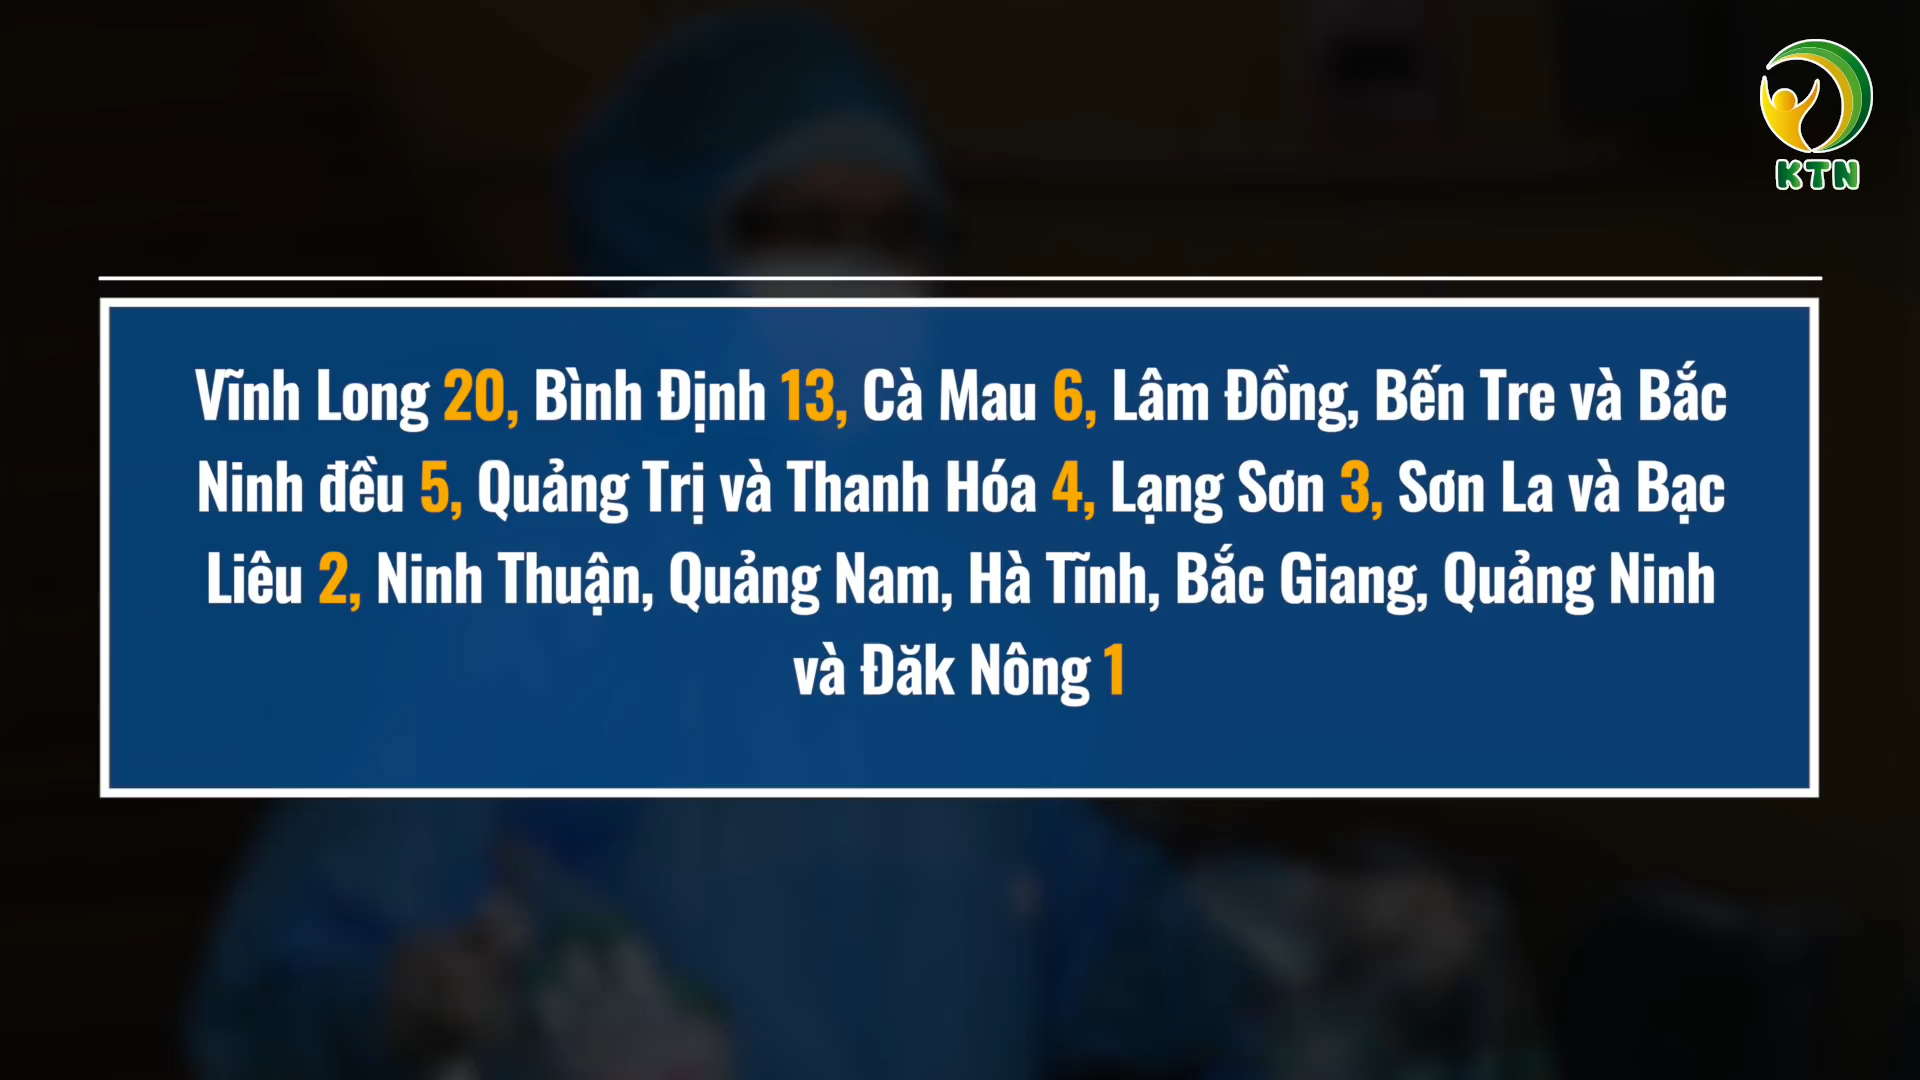 KTN
Vĩnh Long 20, Bình Định 13, Cà Mau 6, Lâm Đồng, Bến Tre và Bắc
Ninh đều 5, Quảng Trị và Thanh Hóa 4, Lạng Sơn 3, Sơn La và Bạc
Liêu 2, Ninh Thuận, Quảng Nam, Hà Tĩnh, Bắc Giang, Quảng Ninh
và Đăk Nông 1